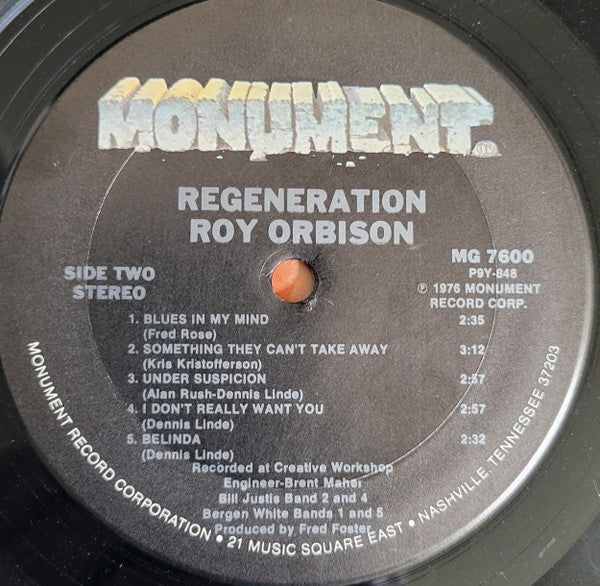 MONUMENT
REGENERATION
ROY ORBISON
SIDE TWO
STEREO
MG 7600
P9Y-848
℗ 1976 MONUMENT
RECORD CORP.
1. BLUES IN MY MIND 2:35
(Fred Rose)
2. SOMETHING THEY CAN'T TAKE AWAY 3:12
(Kris Kristofferson)
3. UNDER SUSPICION 2:57
(Alan Rush-Dennis Linde)
4. I DON'T REALLY WANT YOU 2:57
(Dennis Linde)
5. BELINDA 2:32
(Dennis Linde)
Recorded at Creative Workshop
Engineer-Brent Maher
Bill Justis Band 2 and 4
Bergen White Bands 1 and 5
Produced by Fred Foster
MONUMENT RECORD CORPORATION • 21 MUSIC SQUARE EAST • NASHVILLE, TENNESSEE 37203